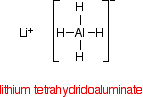 H
Li+ H Al H
H
lithium tetrahydridoaluminate